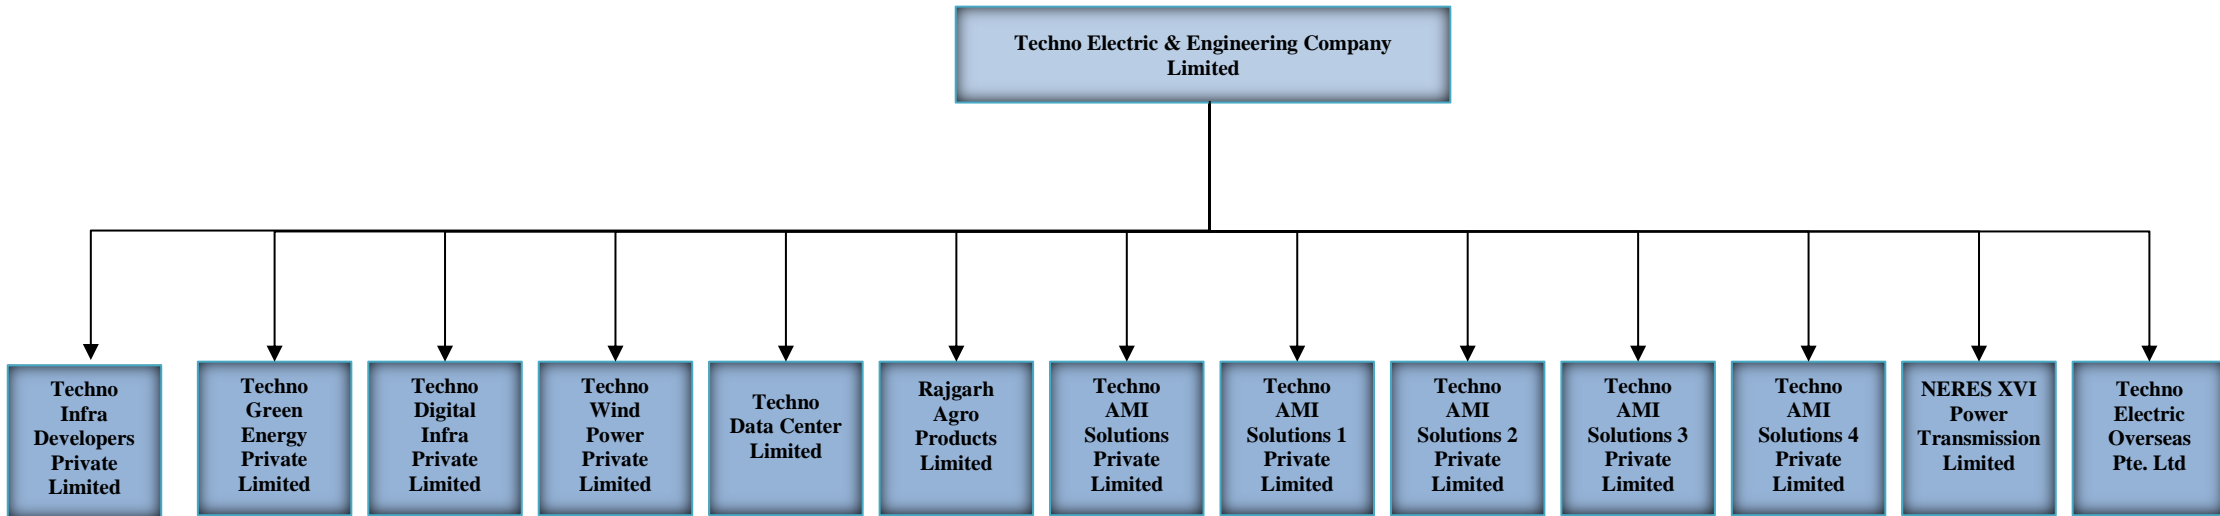 Techno Electric & Engineering Company
Limited
Techno
Infra
Developers
Private
Limited
Techno
Green
Energy
Private
Limited
Techno
Digital
Infra
Private
Limited
Techno
Wind
Power
Private
Limited
Techno
Data Center
Limited
Rajgarh
Agro
Products
Limited
Techno
AMI
Solutions
Private
Limited
Techno
AMI
Solutions 1
Private
Limited
Techno
AMI
Solutions 2
Private
Limited
Techno
AMI
Solutions 3
Private
Limited
Techno
AMI
Solutions 4
Private
Limited
NERES XVI
Power
Transmission
Limited
Techno
Electric
Overseas
Pte. Ltd